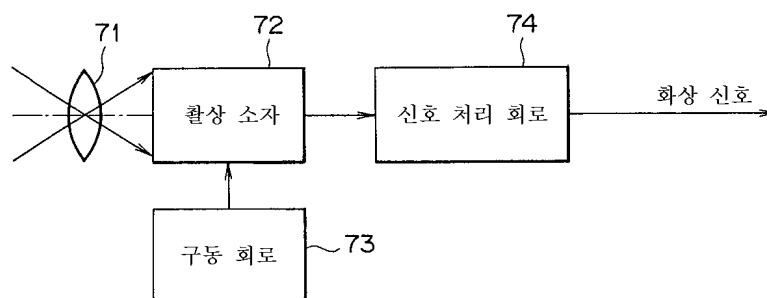 71
72
74
촬상 소자
신호 처리 회로
화상 신호
구동 회로
73